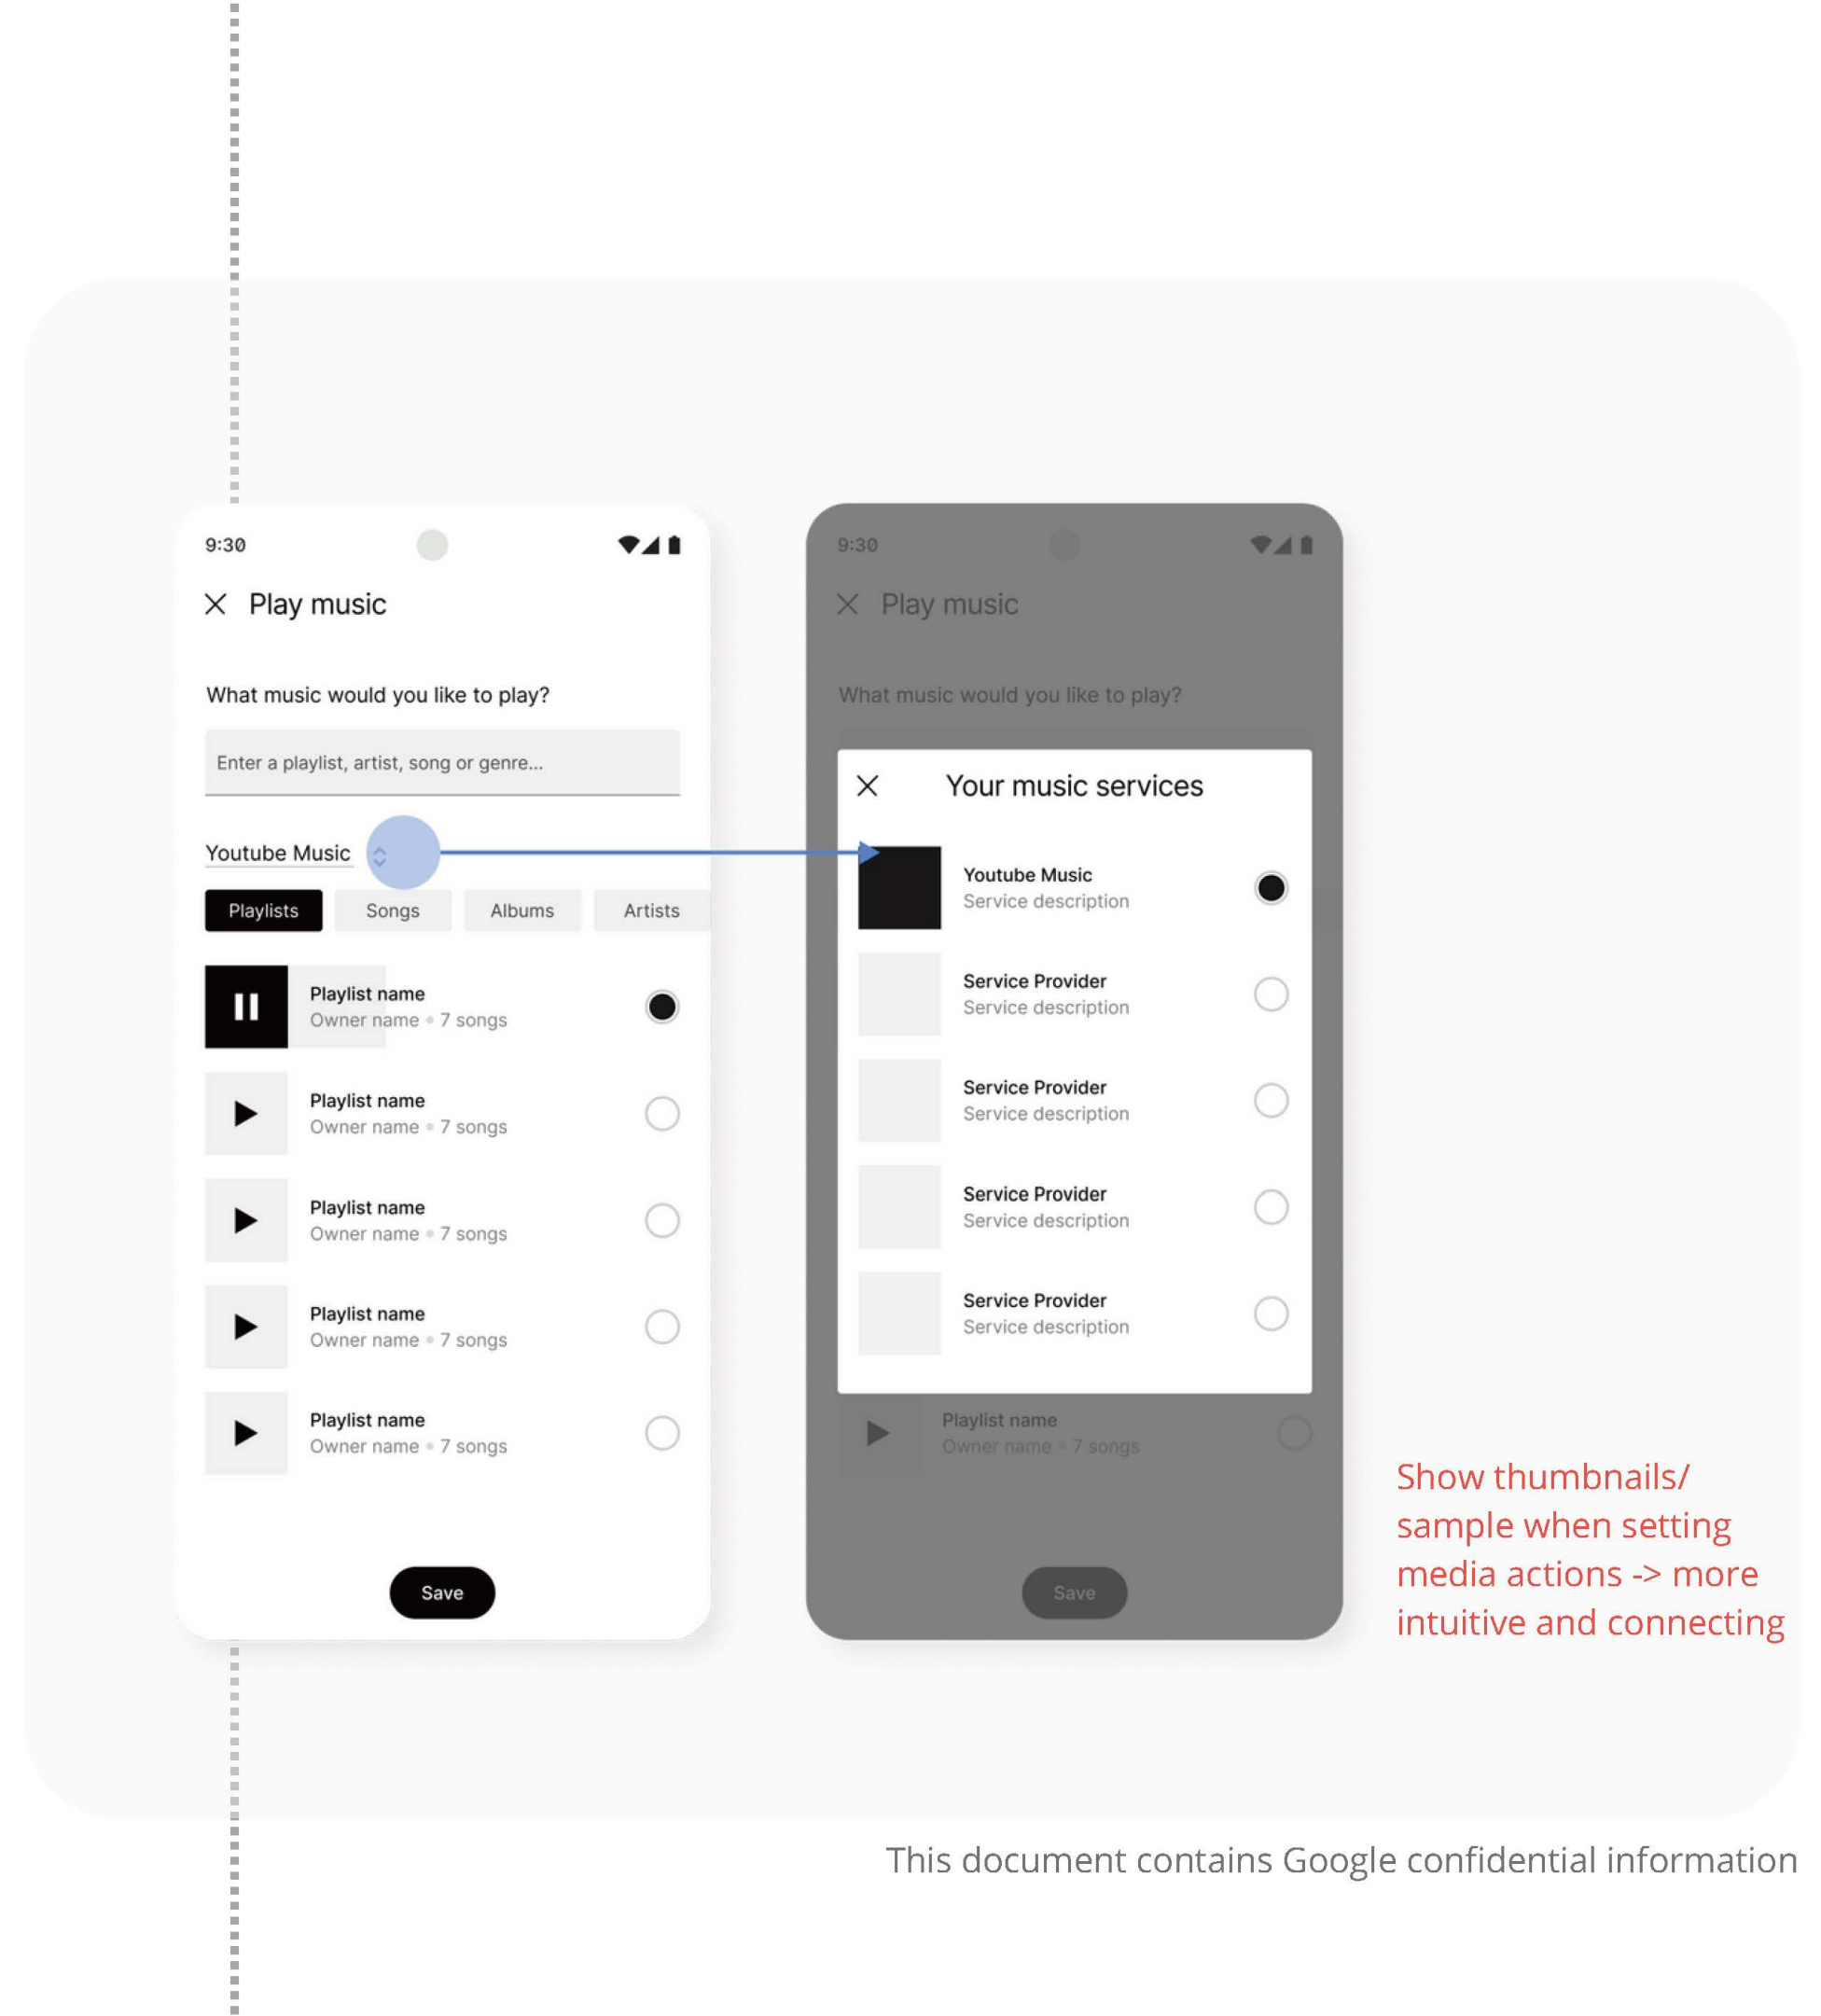 9:30
Play music
What music would you like to play?
Enter a playlist, artist, song or genre...
Youtube Music
Playlists Songs Albums Artists
Playlist name
Owner name • 7 songs
Playlist name
Owner name • 7 songs
Playlist name
Owner name • 7 songs
Playlist name
Owner name • 7 songs
Playlist name
Owner name • 7 songs
Save
9:30
Play music
What music would you like to play?
Your music services
Youtube Music
Service description
Service Provider
Service description
Service Provider
Service description
Service Provider
Service description
Service Provider
Service description
Playlist name
Owner name • 7 songs
Save
Show thumbnails/
sample when setting
media actions -> more
intuitive and connecting
This document contains Google confidential information